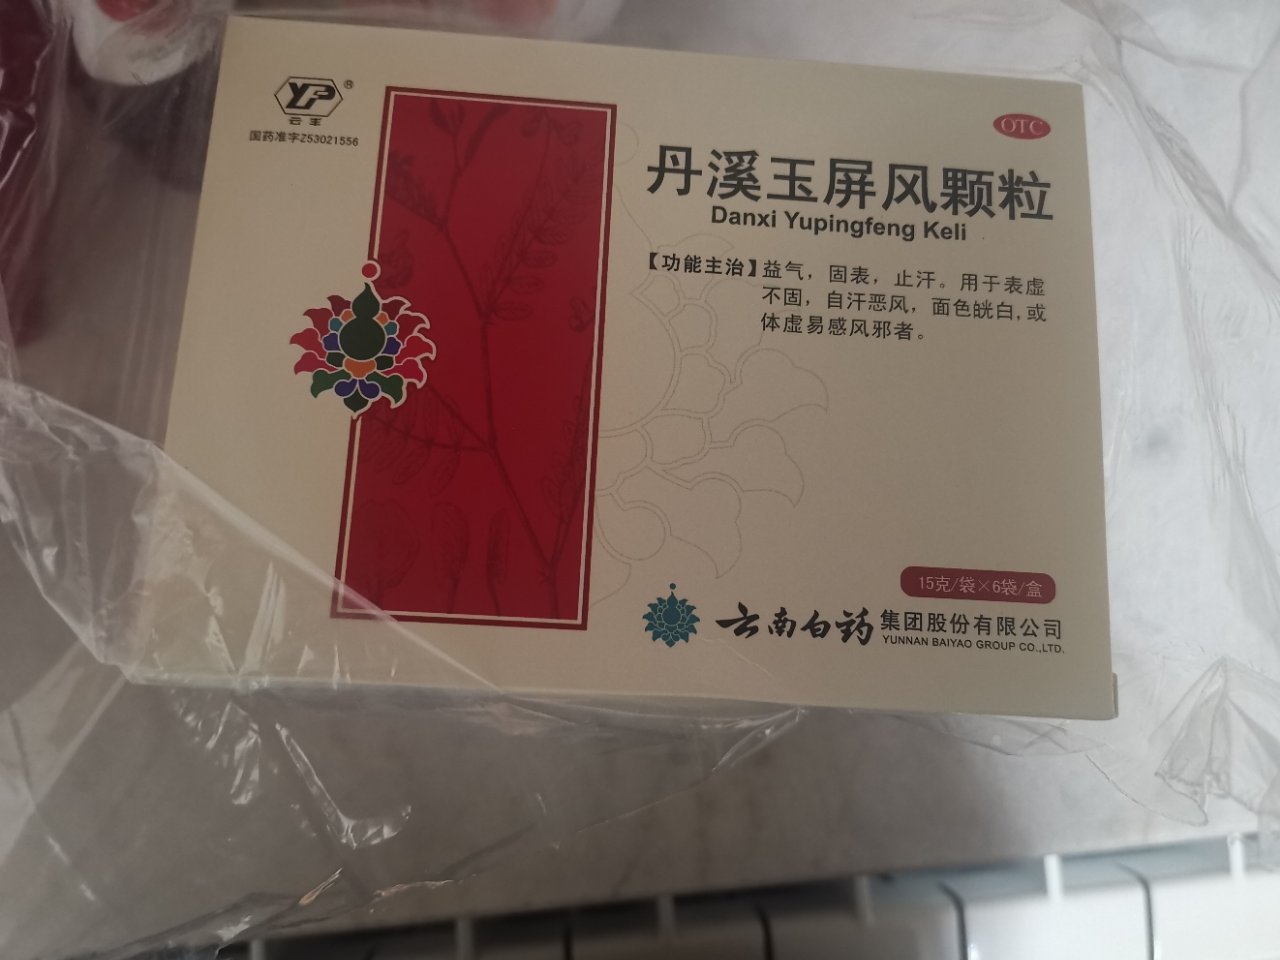 YP®
云丰
国药准字Z53021556
OTC
丹溪玉屏风颗粒
Danxi Yupingfeng Keli
【功能主治】益气，固表，止汗。用于表虚
不固，自汗恶风，面色㿠白,或
体虚易感风邪者。
15克/袋×6袋/盒
云南白药集团股份有限公司
YUNNAN BAIYAO GROUP CO.,LTD.